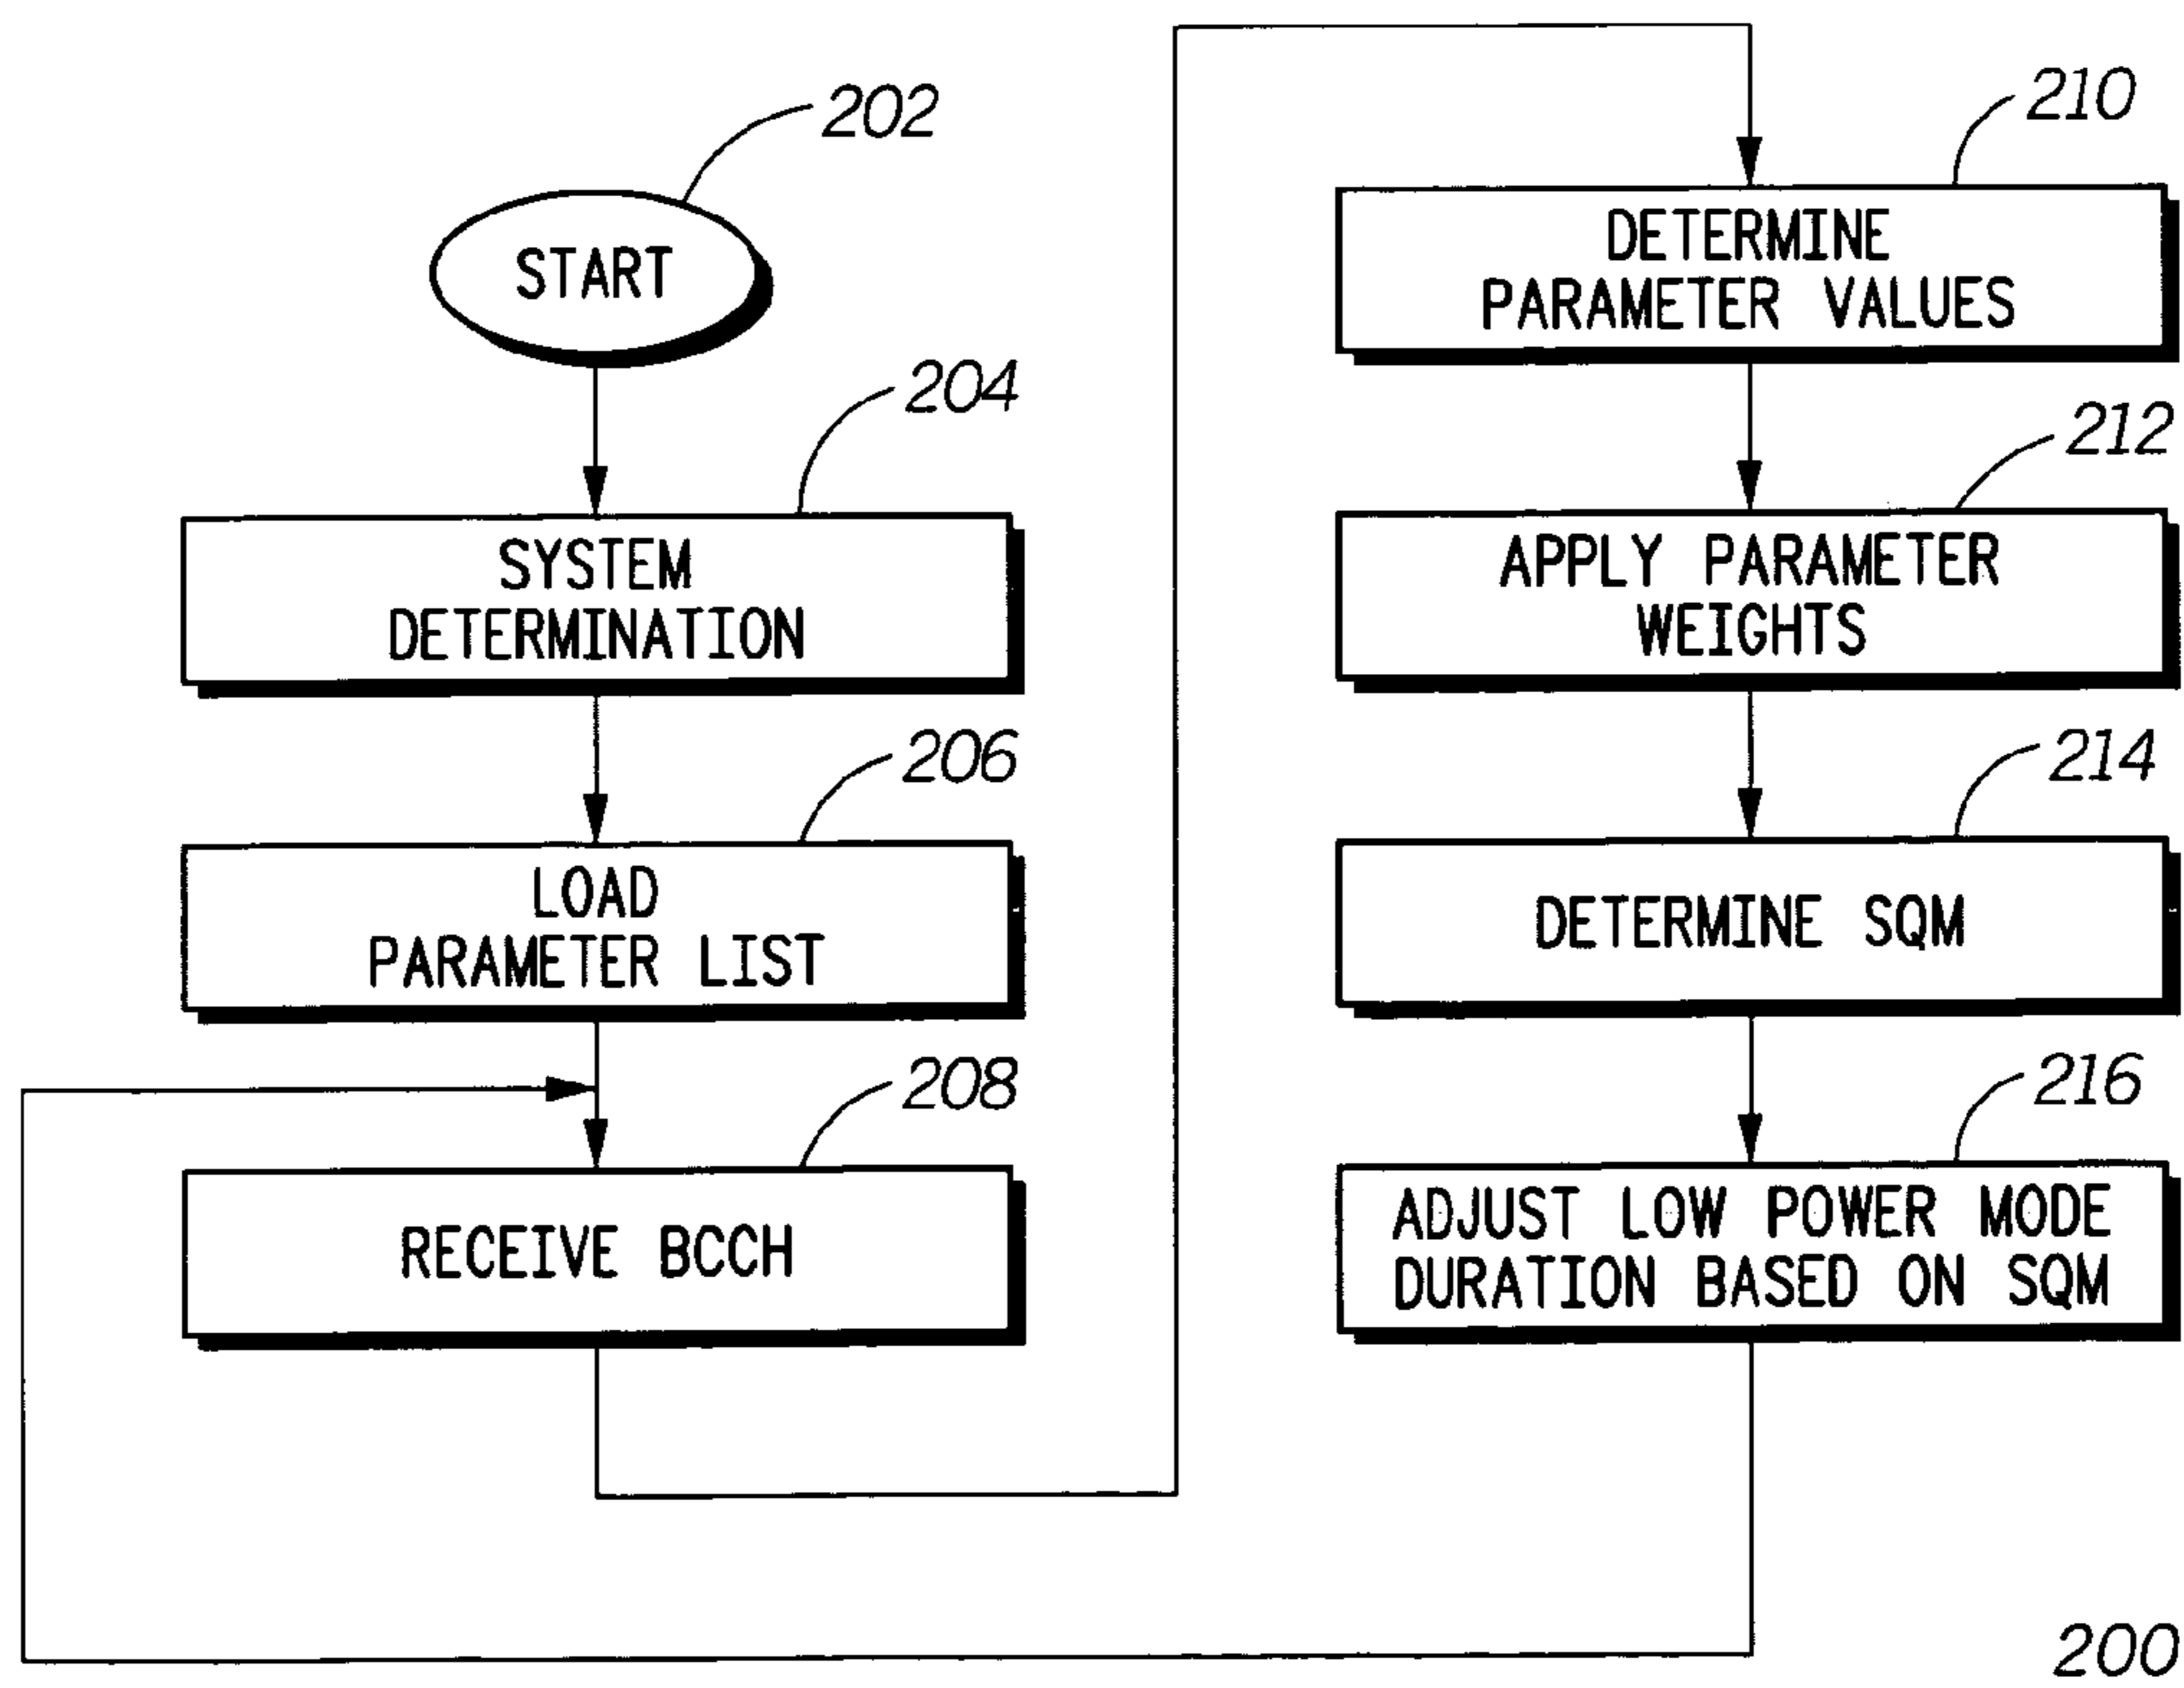 202
START
204
SYSTEM
DETERMINATION
206
LOAD
PARAMETER LIST
208
RECEIVE BCCH
210
DETERMINE
PARAMETER VALUES
212
APPLY PARAMETER
WEIGHTS
214
DETERMINE SQM
216
ADJUST LOW POWER MODE
DURATION BASED ON SQM
200